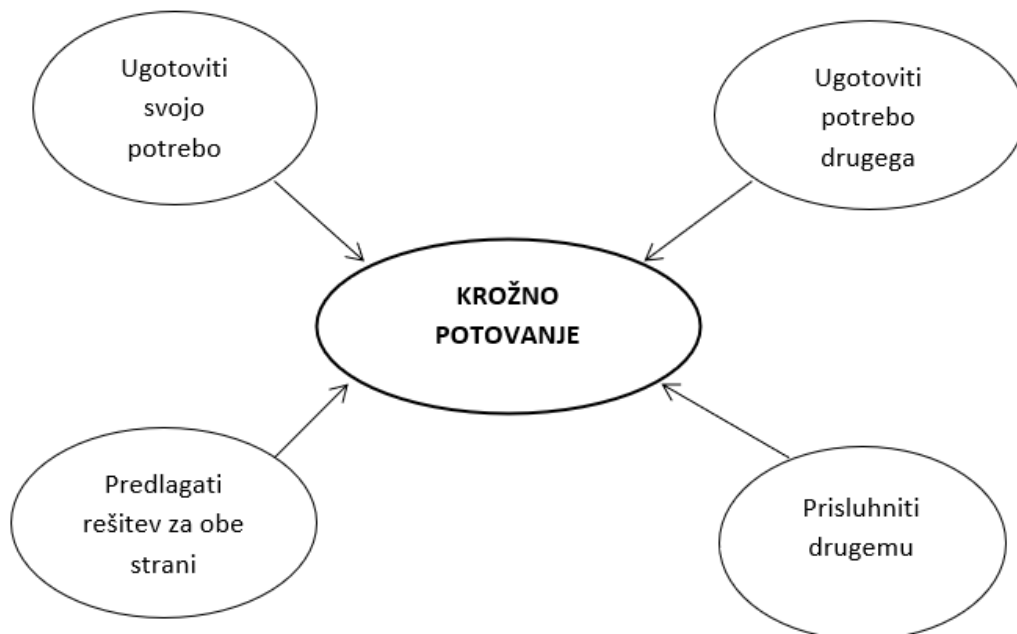 Ugotoviti
svojo
potrebo
Ugotoviti
potrebo
drugega
KROŽNO
POTOVANJE
Predlagati
rešitev za obe
strani
Prisluhniti
drugemu